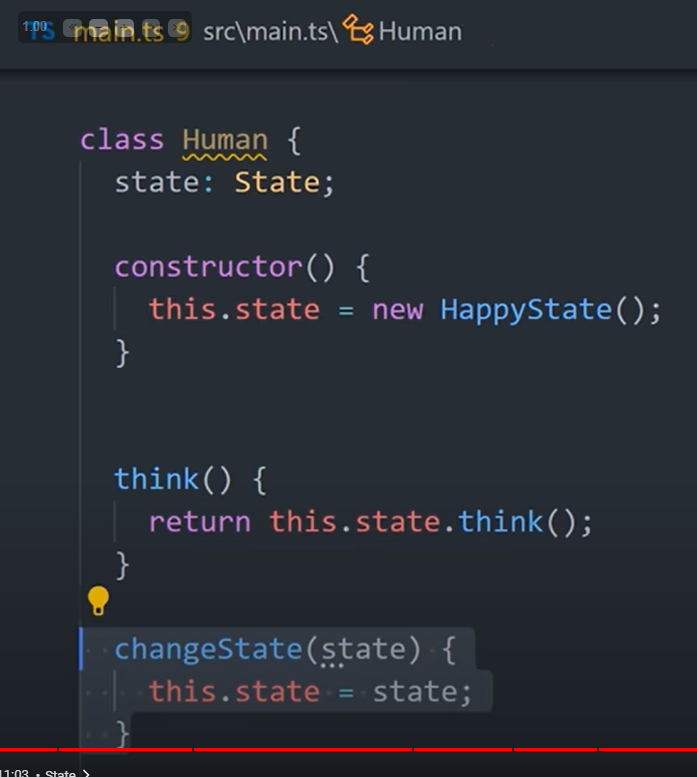 1.00
TS main.ts 9 src\main.ts\ Human
class Human {
state: State;
constructor() {
this.state = new HappyState();
}
think() {
return this.state.think();
}
changeState(state) {
this.state = state;
}
11:03 • State >